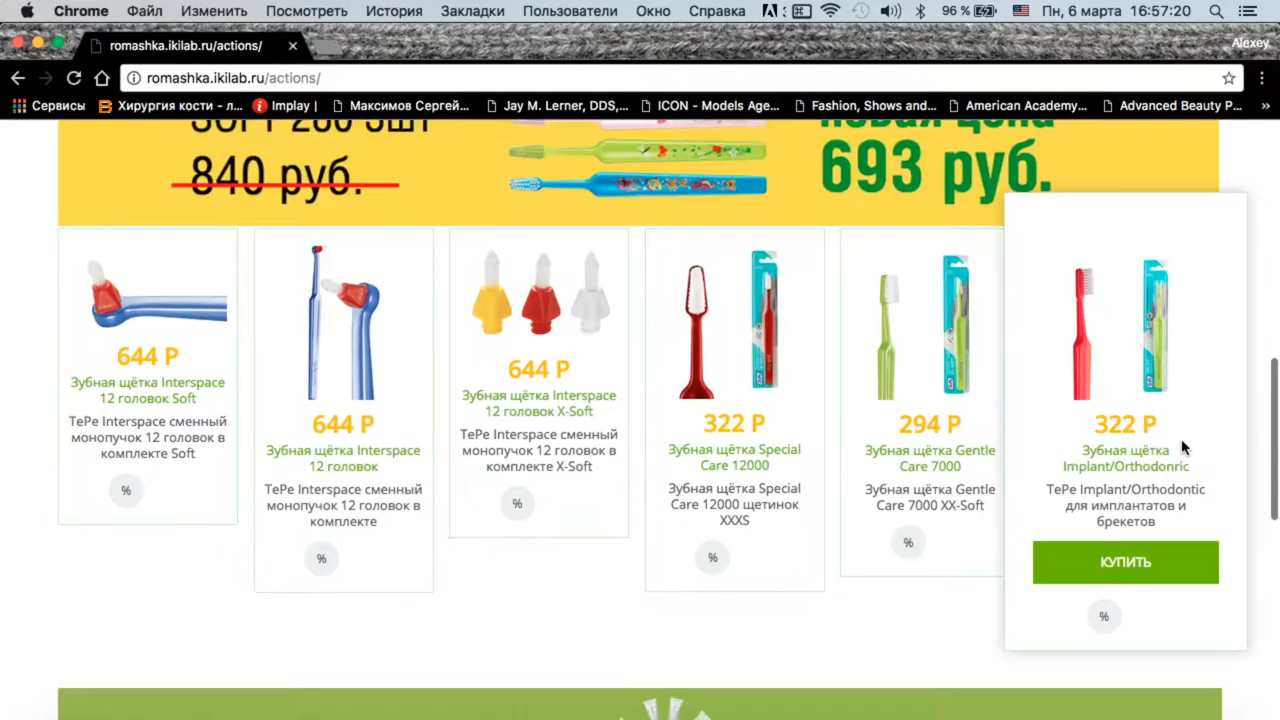 Chrome Файл Изменить Посмотреть История Закладки Пользователи Окно Справка 96 % Пн, 6 марта 16:57:20
romashka.ikilab.ru/actions/
Alexey
romashka.ikilab.ru/actions/
Сервисы Хирургия кости - л... Implay | Максимов Сергей... Jay M. Lerner, DDS,... ICON - Models Age... Fashion, Shows and... American Academy... Advanced Beauty P... »
SOFT 280 3ШТ
новая цена
840 руб.
693 руб.
644 Р
Зубная щётка Interspace
12 головок Soft
TePe Interspace сменный
монопучок 12 головок в
комплекте Soft
%
644 Р
Зубная щётка Interspace
12 головок
TePe Interspace сменный
монопучок 12 головок в
комплекте
%
644 Р
Зубная щётка Interspace
12 головок X-Soft
TePe Interspace сменный
монопучок 12 головок в
комплекте X-Soft
%
322 Р
Зубная щётка Special
Care 12000
Зубная щётка Special
Care 12000 щетинок
XXXS
%
294 Р
Зубная щётка Gentle
Care 7000
Зубная щётка Gentle
Care 7000 XX-Soft
%
322 Р
Зубная щётка
Implant/Orthodonric
TePe Implant/Orthodontic
для имплантатов и
брекетов
КУПИТЬ
%